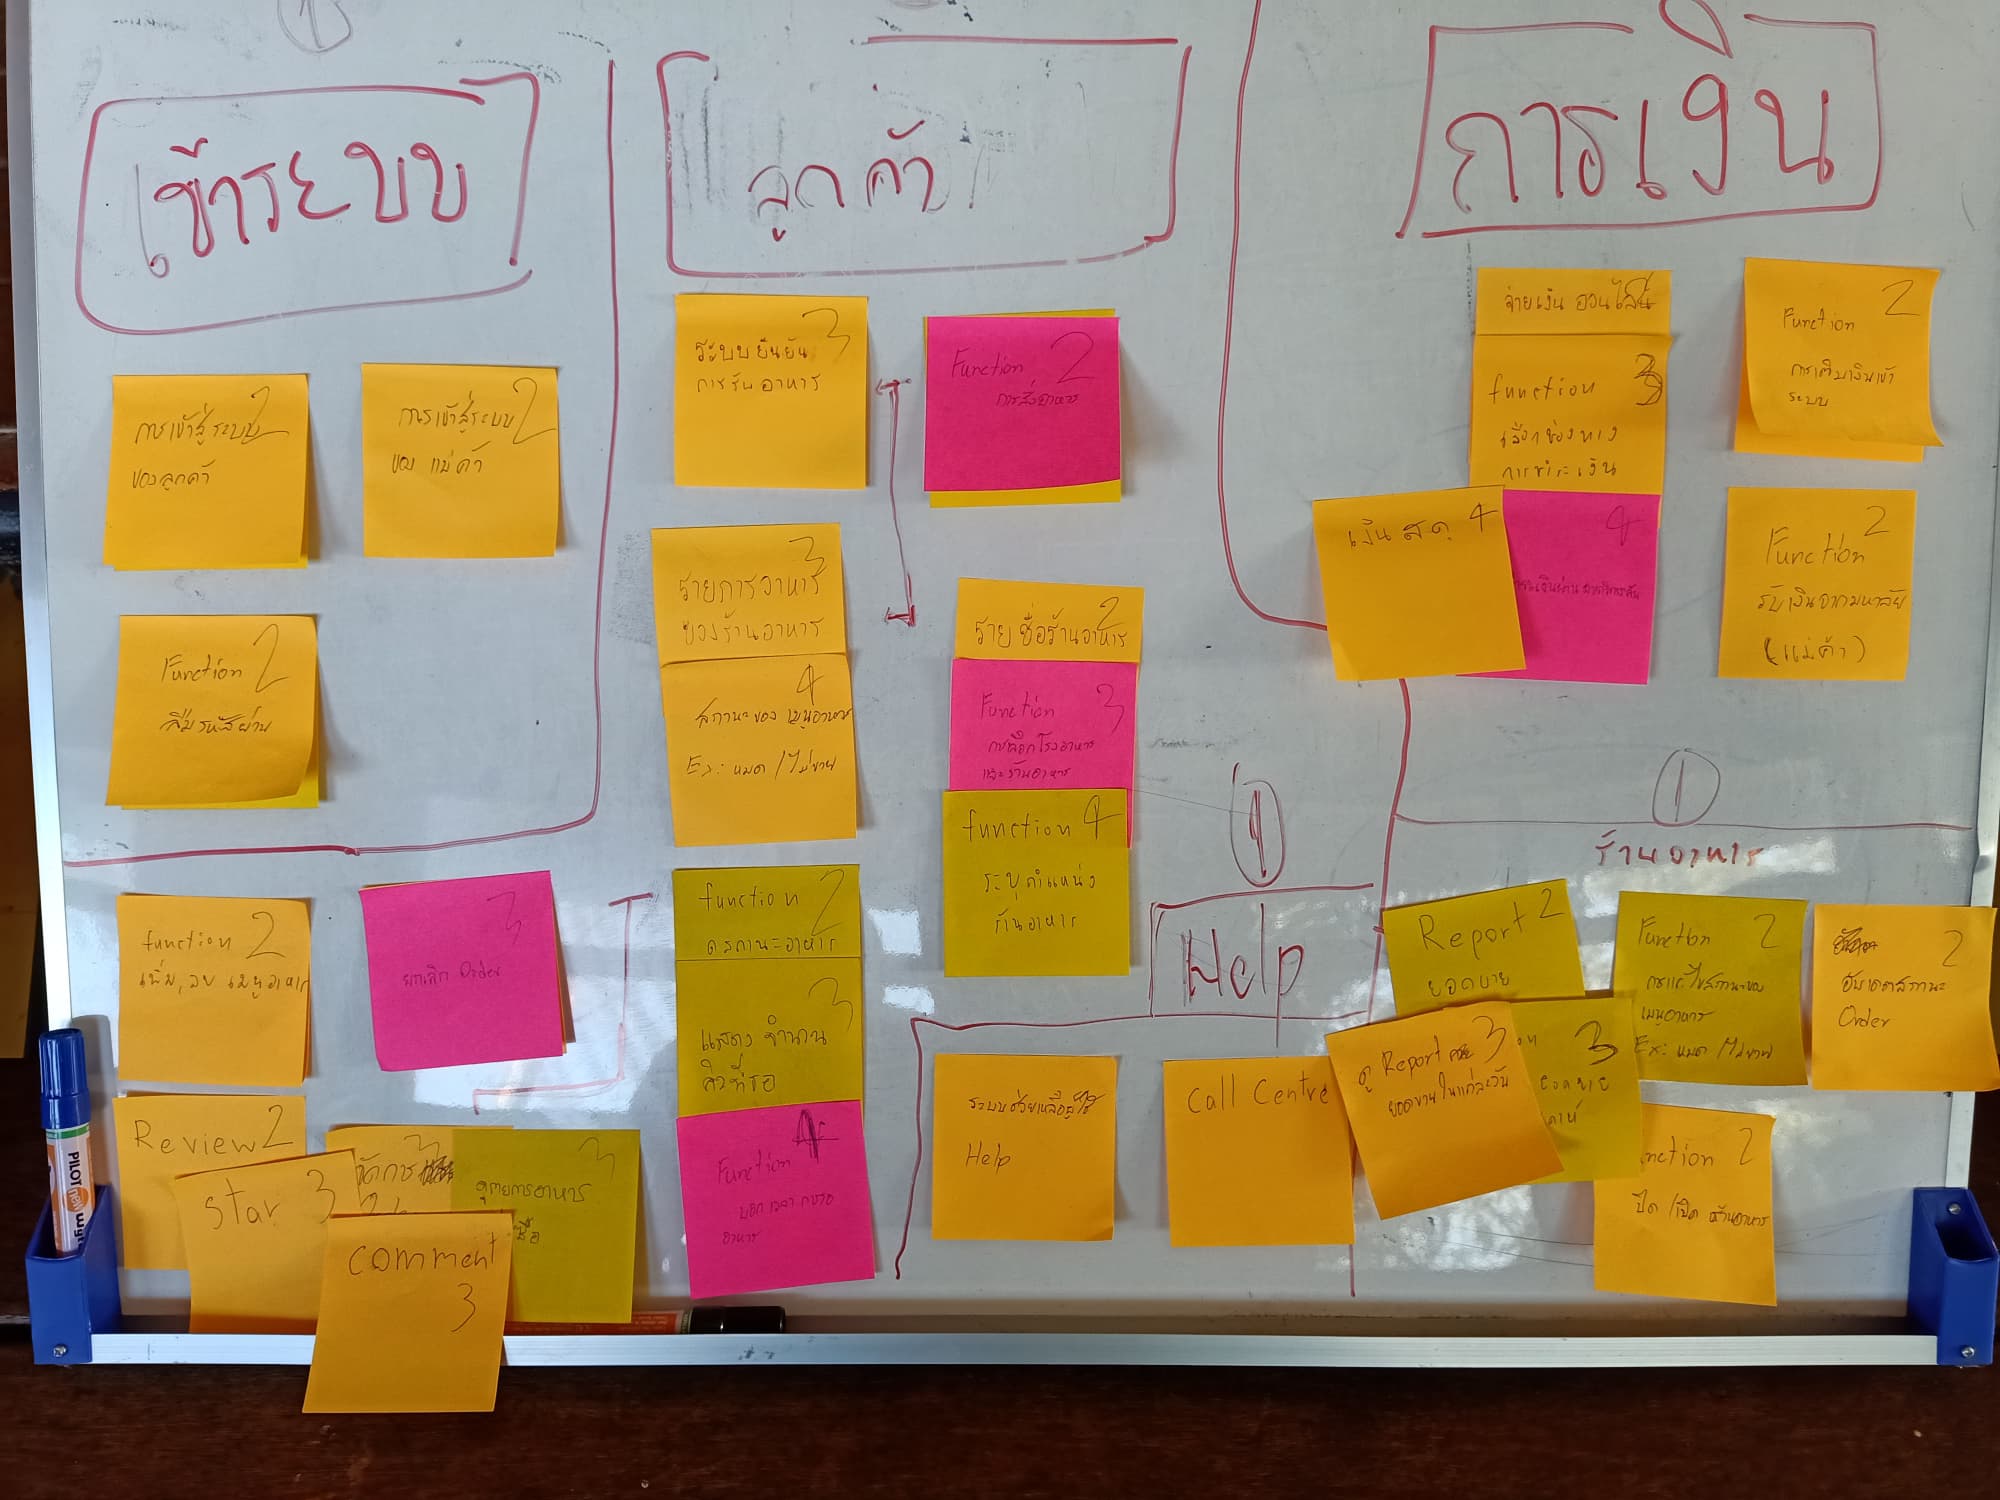 1
เข้าระบบ
การเข้าสู่ระบบ 2
ของลูกค้า
การเข้าสู่ระบบ 2
ของ แม่ค้า
Function 2
ลืมรหัสผ่าน
ลูกค้า
ระบบยืนยัน 3
การรับอาหาร
Function 2
การสั่งอาหาร
รายการอาหาร 3
ของร้านอาหาร
4
สถานะของ เมนูอาหาร
Ex: หมด / ไม่ขาย
ราย ชื่อร้านอาหาร 2
Function 3
การเลือกโรงอาหาร
และร้านอาหาร
function 4
ระบุตำแหน่ง
ร้านอาหาร
function 2
ดูสถานะอาหาร
3
แสดง จำนวน
คิวที่รอ
Function 4
บอก เวลา การรอ
อาหาร
function 2
เพิ่ม, ลบ เมนูอาหาร
3
ยกเลิก Order
Review 2
star 3
comment
3
3
ดูรายการอาหาร
การเงิน
จ่ายเงิน ออนไลน์
function 3
เลือกช่องทาง
การชำระเงิน
เงินสด 4
4
Function 2
การเติมเงินเข้า
ระบบ
Function 2
รับเงินจากมหาลัย
(แม่ค้า)
1
Help
ระบบช่วยเหลือผู้ใช้
Help
Call Centre
1
ร้านอาหาร
Report 2
ยอดขาย
ดู Report 3
ยอดขายในแต่ละวัน
3
Function 2
การแก้ไขสถานะของ
เมนูอาหาร
Ex: หมด / ไม่ขาย
2
อัพเดตสถานะ
Order
nction 2
ปิด / เปิด ร้านอาหาร
PILOT